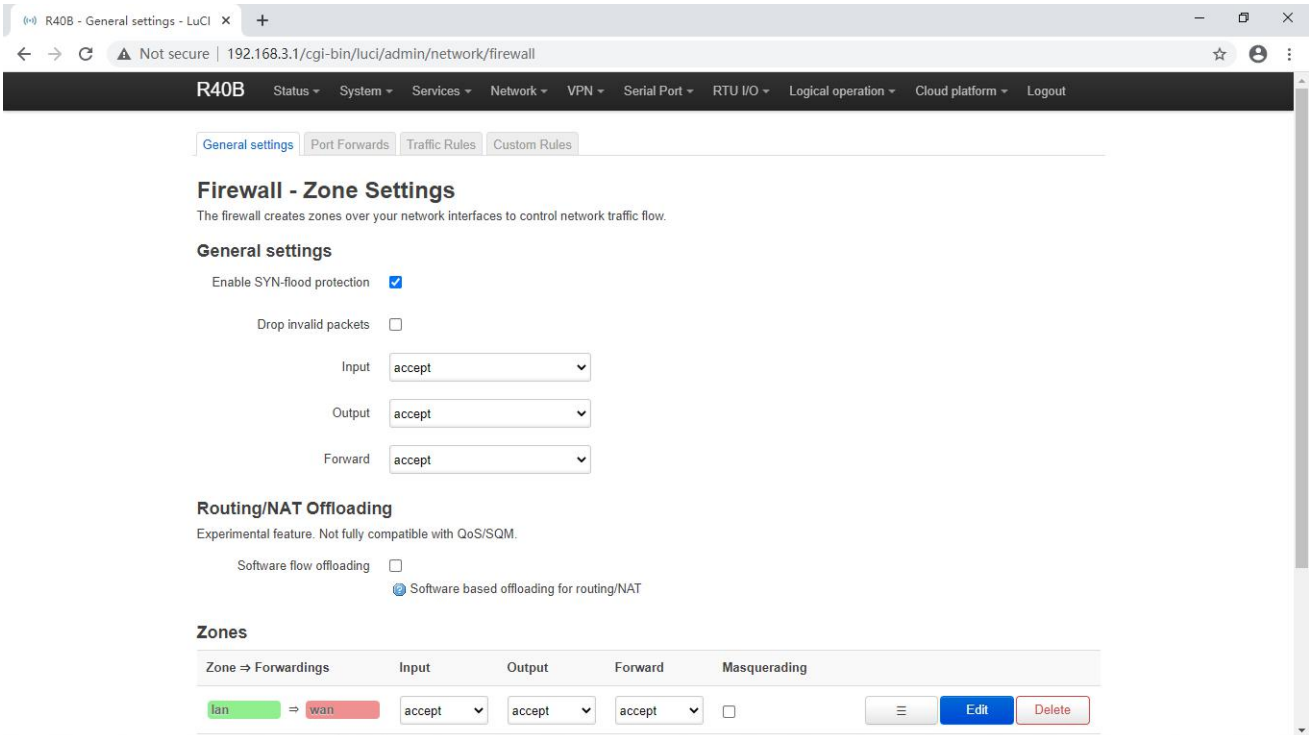 R40B - General settings - LuCI
Not secure | 192.168.3.1/cgi-bin/luci/admin/network/firewall
R40B Status System Services Network VPN Serial Port RTU I/O Logical operation Cloud platform Logout
General settings Port Forwards Traffic Rules Custom Rules
Firewall - Zone Settings
The firewall creates zones over your network interfaces to control network traffic flow.
General settings
Enable SYN-flood protection
Drop invalid packets
Input accept
Output accept
Forward accept
Routing/NAT Offloading
Experimental feature. Not fully compatible with QoS/SQM.
Software flow offloading
Software based offloading for routing/NAT
Zones
Zone ⇒ Forwardings Input Output Forward Masquerading
lan ⇒ wan accept accept accept Edit Delete